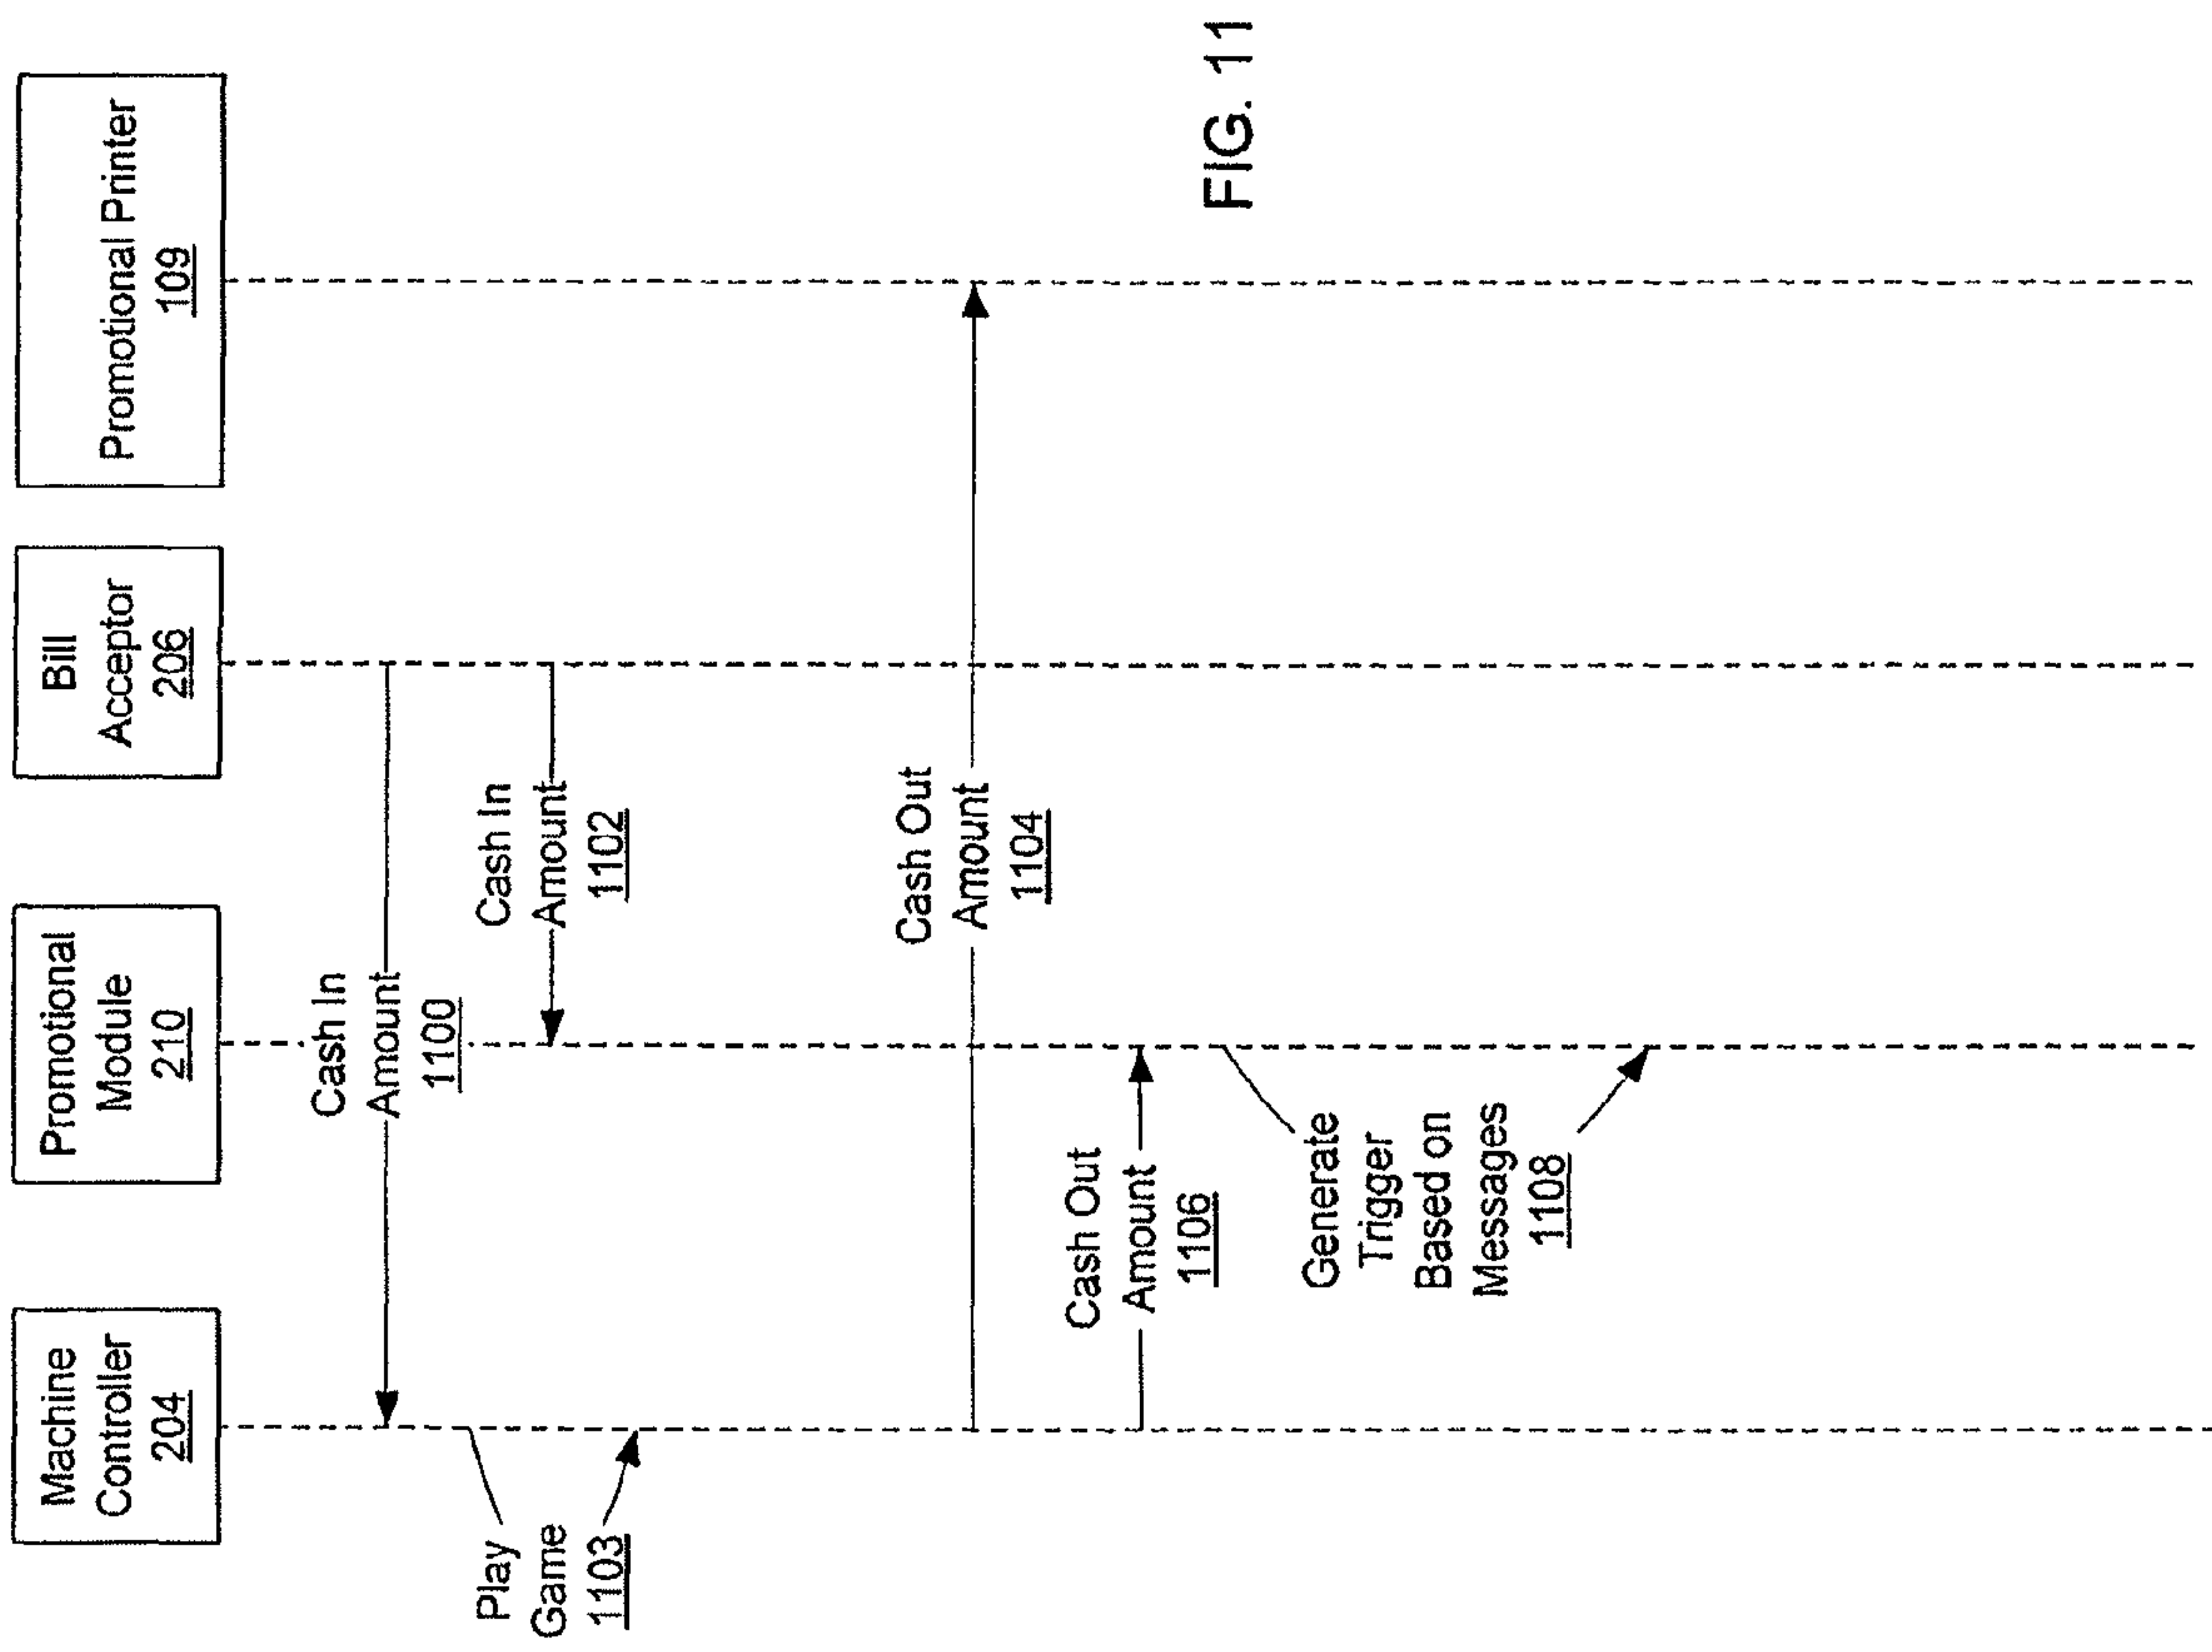 Machine
Controller
204
Promotional
Module
210
Bill
Acceptor
206
Promotional Printer
109
Cash In
Amount
1100
Play
Game
1103
Cash In
Amount
1102
Cash Out
Amount
1104
Cash Out
Amount
1106
Generate
Trigger
Based on
Messages
1108
FIG. 11